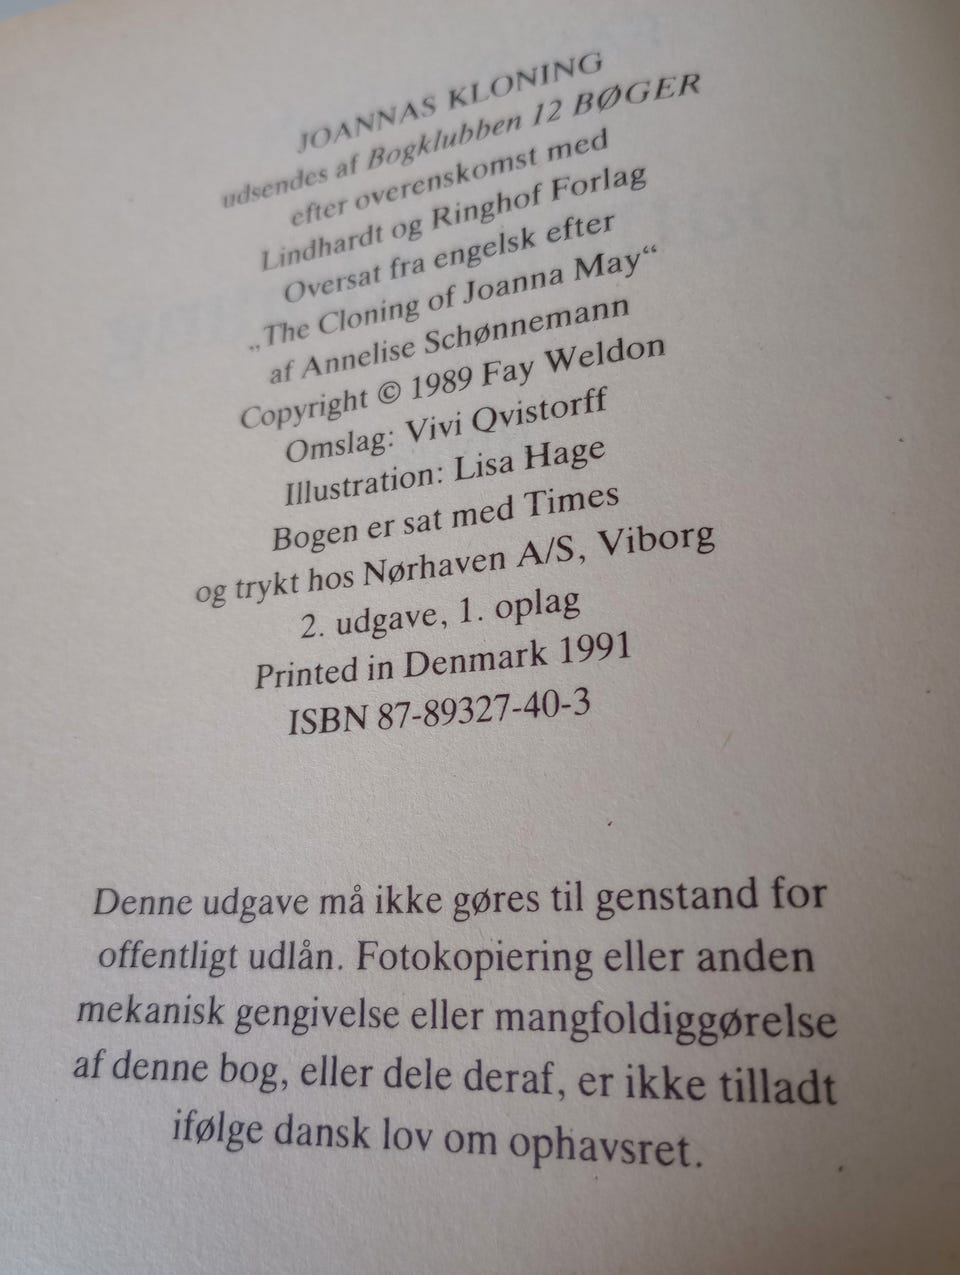 JOANNAS KLONING
udsendes af Bogklubben 12 BØGER
efter overenskomst med
Lindhardt og Ringhof Forlag
Oversat fra engelsk efter
„The Cloning of Joanna May“
af Annelise Schønnemann
Copyright © 1989 Fay Weldon
Omslag: Vivi Qvistorff
Illustration: Lisa Hage
Bogen er sat med Times
og trykt hos Nørhaven A/S, Viborg
2. udgave, 1. oplag
Printed in Denmark 1991
ISBN 87-89327-40-3
Denne udgave må ikke gøres til genstand for
offentligt udlån. Fotokopiering eller anden
mekanisk gengivelse eller mangfoldiggørelse
af denne bog, eller dele deraf, er ikke tilladt
ifølge dansk lov om ophavsret.